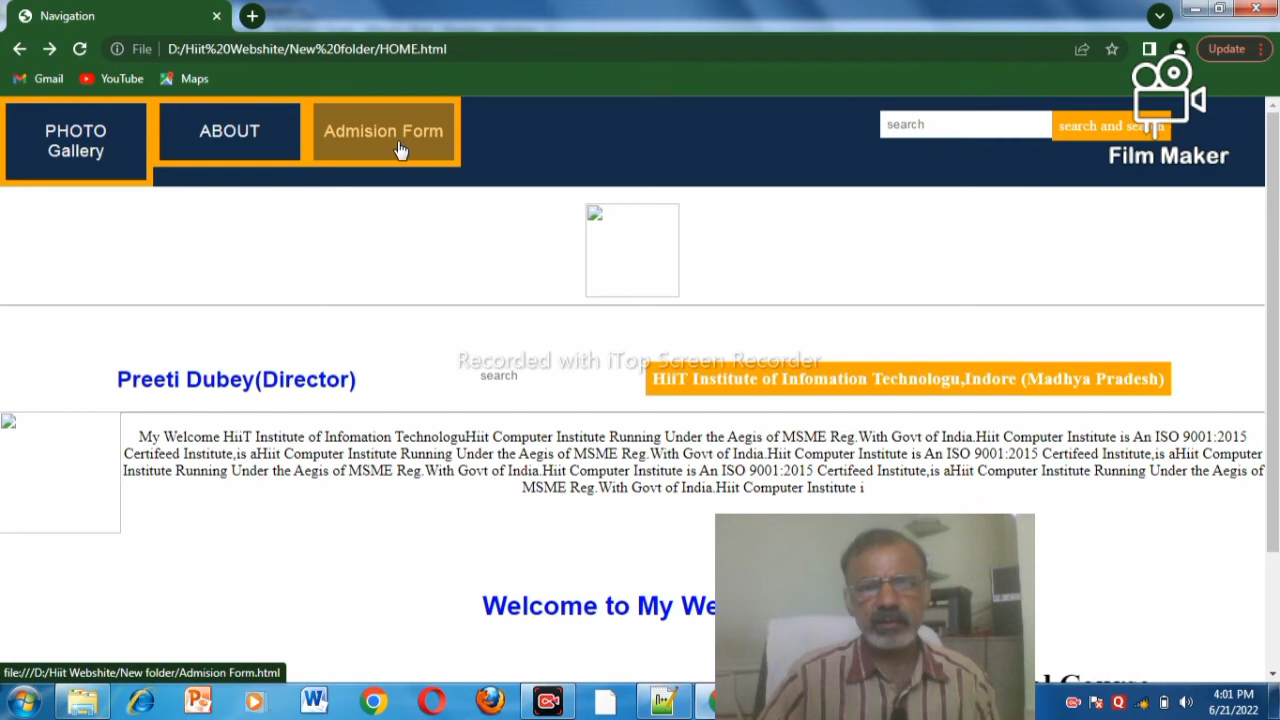 Navigation
File D:/Hiit%20Webshite/New%20folder/HOME.html
Update
Gmail YouTube Maps
PHOTO
Gallery
ABOUT
Admision Form
search
search and
Film Maker
Recorded with iTop Screen Recorder
Preeti Dubey(Director)
search
HiiT Institute of Infomation Technologu,Indore (Madhya Pradesh)
My Welcome HiiT Institute of Infomation TechnologuHiit Computer Institute Running Under the Aegis of MSME Reg.With Govt of India.Hiit Computer Institute is An ISO 9001:2015
Certifeed Institute,is aHiit Computer Institute Running Under the Aegis of MSME Reg.With Govt of India.Hiit Computer Institute is An ISO 9001:2015 Certifeed Institute,is aHiit Computer
Institute Running Under the Aegis of MSME Reg.With Govt of India.Hiit Computer Institute is An ISO 9001:2015 Certifeed Institute,is aHiit Computer Institute Running Under the Aegis of
MSME Reg.With Govt of India.Hiit Computer Institute i
Welcome to My We
file:///D:/Hiit Webshite/New folder/Admision Form.html
4:01 PM
6/21/2022